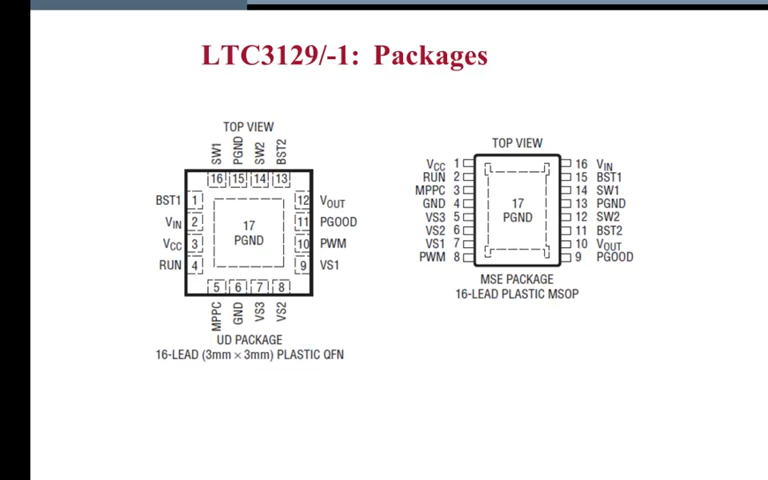 LTC3129/-1: Packages
TOP VIEW
SW1 PGND SW2 BST2
16 15 14 13
BST1 1
VIN 2
VCC 3
RUN 4
17
PGND
12 VOUT
11 PGOOD
10 PWM
9 VS1
5 6 7 8
MPPC GND VS3 VS2
UD PACKAGE
16-LEAD (3mm × 3mm) PLASTIC QFN
TOP VIEW
VCC 1
RUN 2
MPPC 3
GND 4
VS3 5
VS2 6
VS1 7
PWM 8
17
PGND
16 VIN
15 BST1
14 SW1
13 PGND
12 SW2
11 BST2
10 VOUT
9 PGOOD
MSE PACKAGE
16-LEAD PLASTIC MSOP